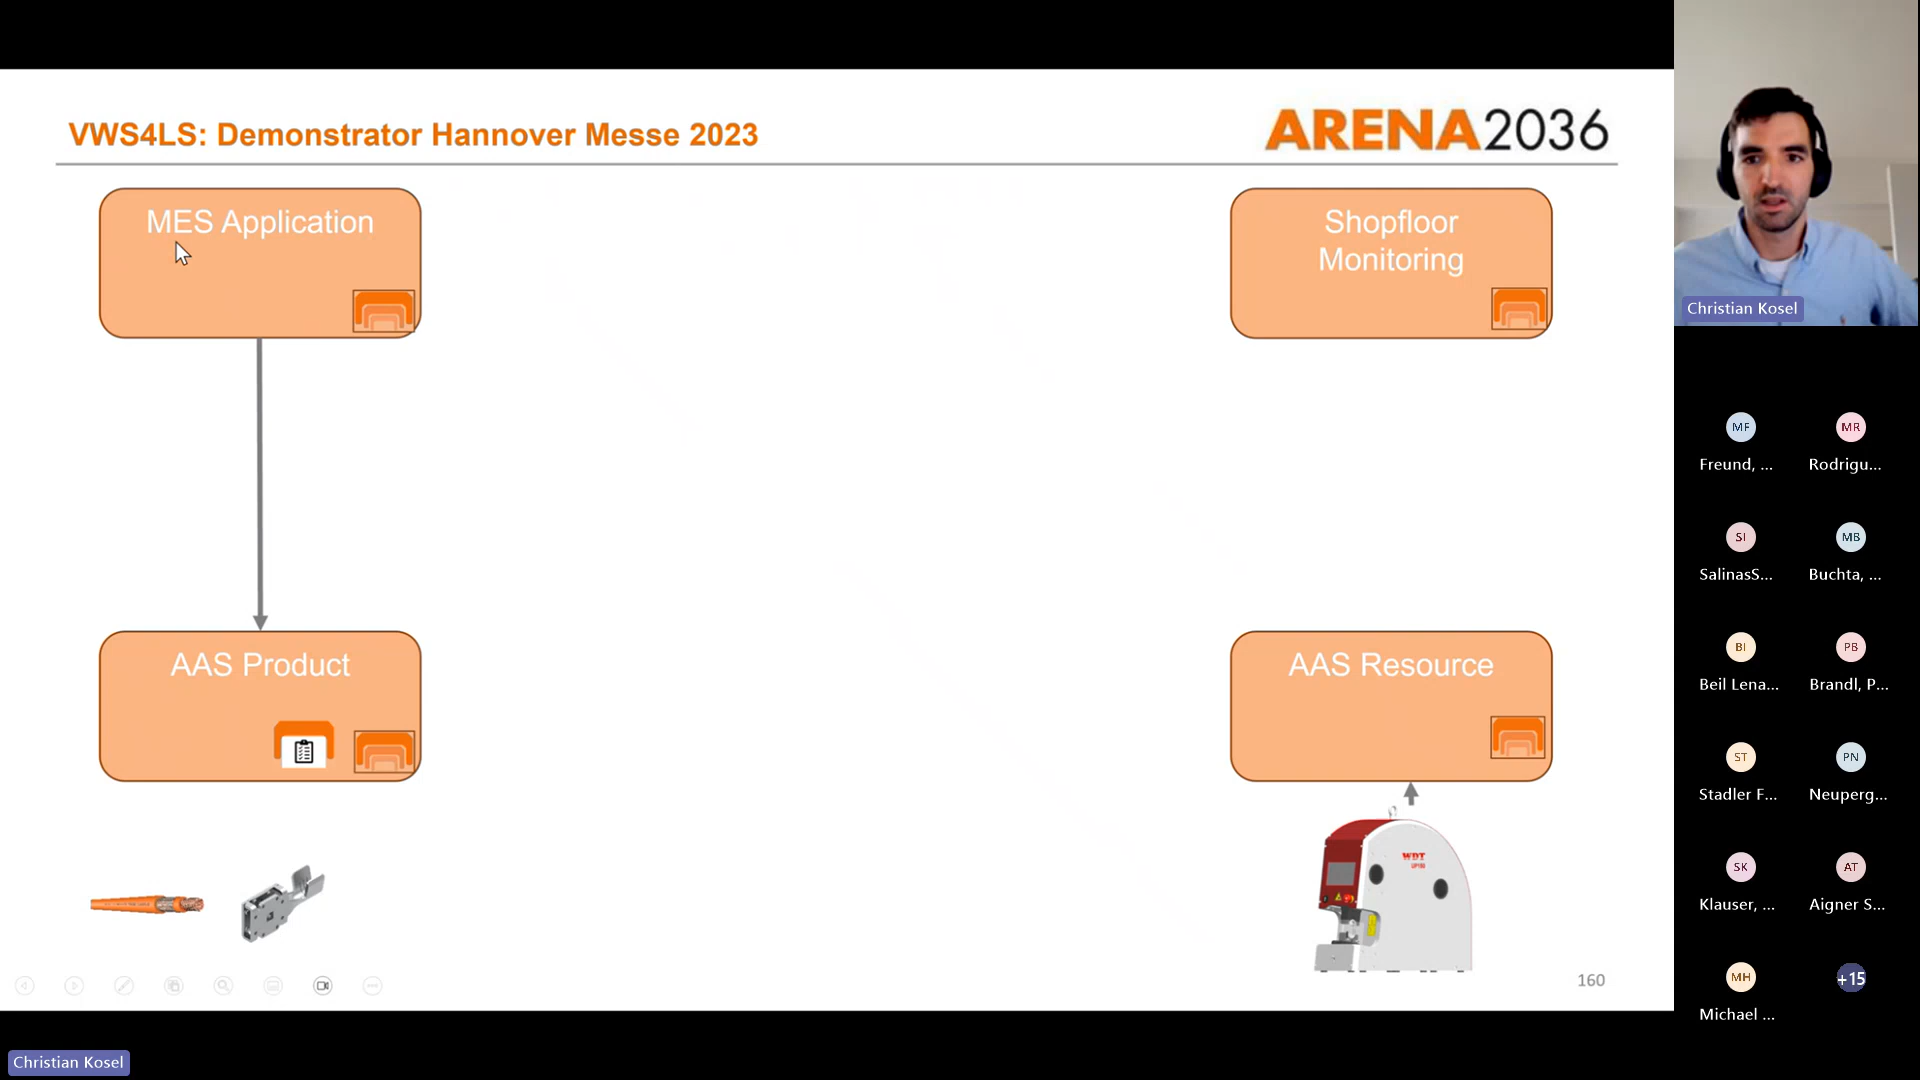 VWS4LS: Demonstrator Hannover Messe 2023
ARENA2036
MES Application
Shopfloor
Monitoring
AAS Product
AAS Resource
WDT
160
Christian Kosel
Christian Kosel
MF
MR
Freund, ...
Rodrigu...
SI
MB
SalinasS...
Buchta, ...
BI
PB
Beil Lena...
Brandl, P...
ST
PN
Stadler F...
Neuperg...
SK
AT
Klauser, ...
Aigner S...
MH
+15
Michael ...